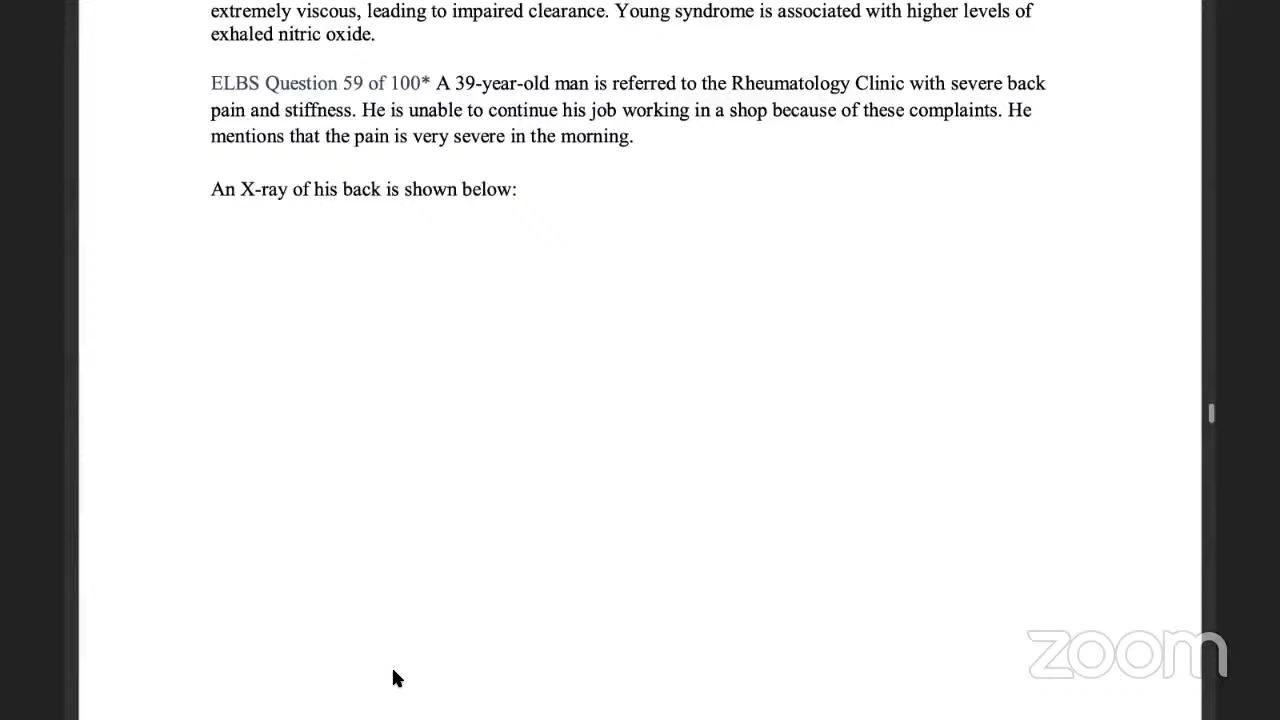 extremely viscous, leading to impaired clearance. Young syndrome is associated with higher levels of
exhaled nitric oxide.
ELBS Question 59 of 100* A 39-year-old man is referred to the Rheumatology Clinic with severe back
pain and stiffness. He is unable to continue his job working in a shop because of these complaints. He
mentions that the pain is very severe in the morning.
An X-ray of his back is shown below:
zoom